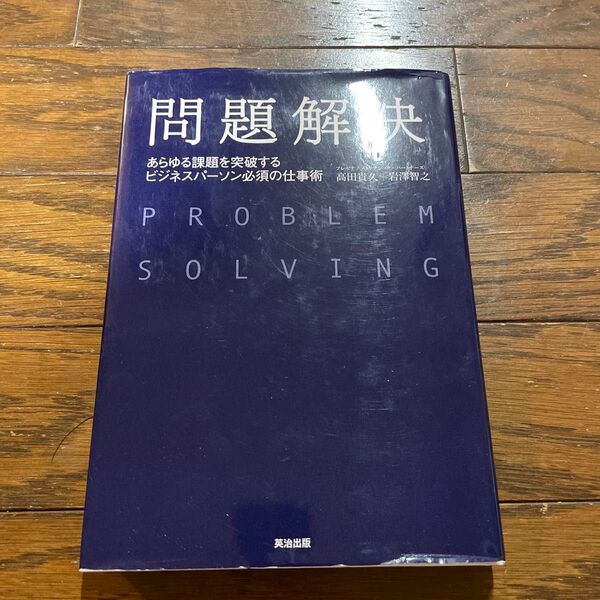 問題解決
あらゆる課題を突破する
ビジネスパーソン必須の仕事術
高田貴久 岩澤智之
PROBLEM
SOLVING
英治出版